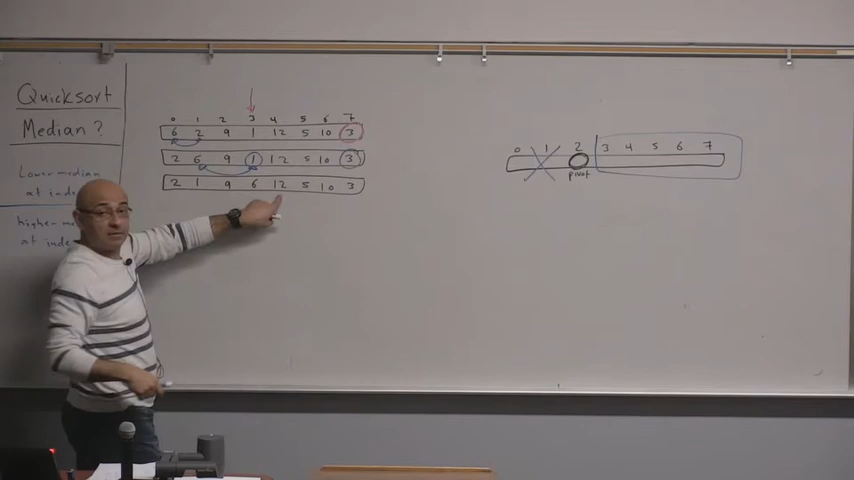 Quicksort
Median?
Lower median
at inde
higher me
at inde
0 1 2 3 4 5 6 7
6 2 9 1 12 5 10 3
2 6 9 1 12 5 10 3
2 1 9 6 12 5 10 3
0 1 2 3 4 5 6 7
pivot